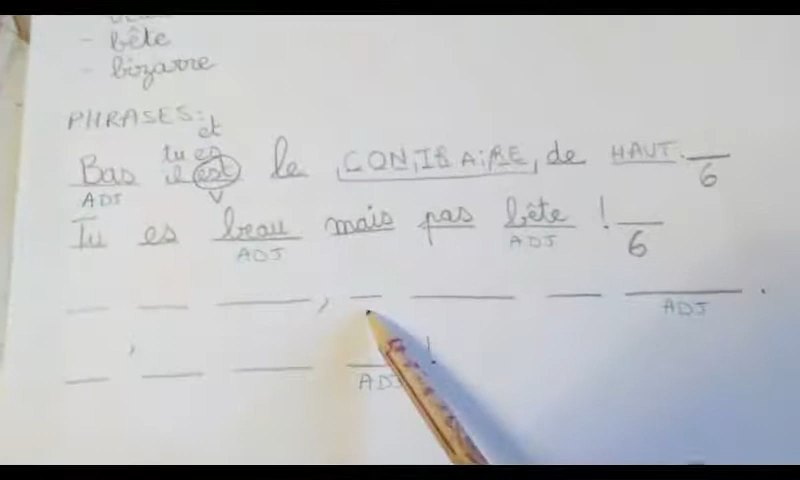 - bête
- bizarre
PHRASES:
et
tu es
Bas il est le CONTRAIRE de HAUT. 6
ADJ V
Tu es beau mais pas bête ! 6
ADJ ADJ
, .
ADJ
' !
ADJ